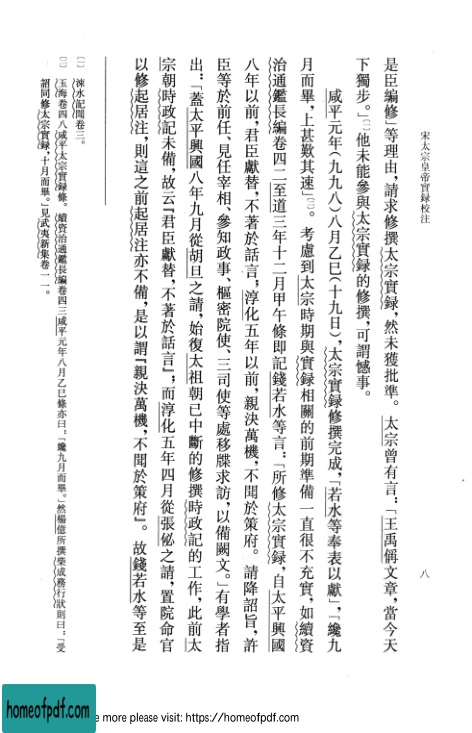 宋太宗皇帝實錄校注
八
是臣編修」等理由,請求修撰太宗實錄,然未獲批準。 太宗曾有言:「王禹偁文章,當今天
下獨步。」〔一〕他未能參與太宗實錄的修撰,可謂憾事。
咸平元年(九九八)八月乙巳(十九日),太宗實錄修撰完成,「若水等奉表以獻」,「纔九
月而畢,上甚歎其速」〔二〕。 考慮到太宗時期與實錄相關的前期準備一直很不充實,如續資
治通鑑長編卷四二至道三年十二月甲午條即記錢若水等言:「所修太宗實錄,自太平興國
八年以前,君臣獻替,不著於話言,淳化五年以前,親決萬機,不聞於策府。 請降詔旨,許
臣等於前任、見任宰相、參知政事、樞密院使、三司使等處移牒求訪,以備闕文。」有學者指
出:「蓋太平興國八年九月從胡旦之請,始復太祖朝已中斷的修撰時政記的工作,此前太
宗朝時政記未備,故云『君臣獻替,不著於話言』;而淳化五年四月從張佖之請,置院命官
以修起居注,則這之前起居注亦不備,是以謂『親決萬機,不聞於策府』。 故錢若水等至是
〔一〕 涑水記聞卷三。
〔二〕 玉海卷四八咸平太宗實錄條。 續資治通鑑長編卷四三咸平元年八月乙巳條亦曰:「纔九月而畢。」然楊億所撰柴成務行狀則曰:「受
詔同修太宗實錄,十月而畢。」見武夷新集卷一一。
homeofpdf.com
e more please visit: https://homeofpdf.com